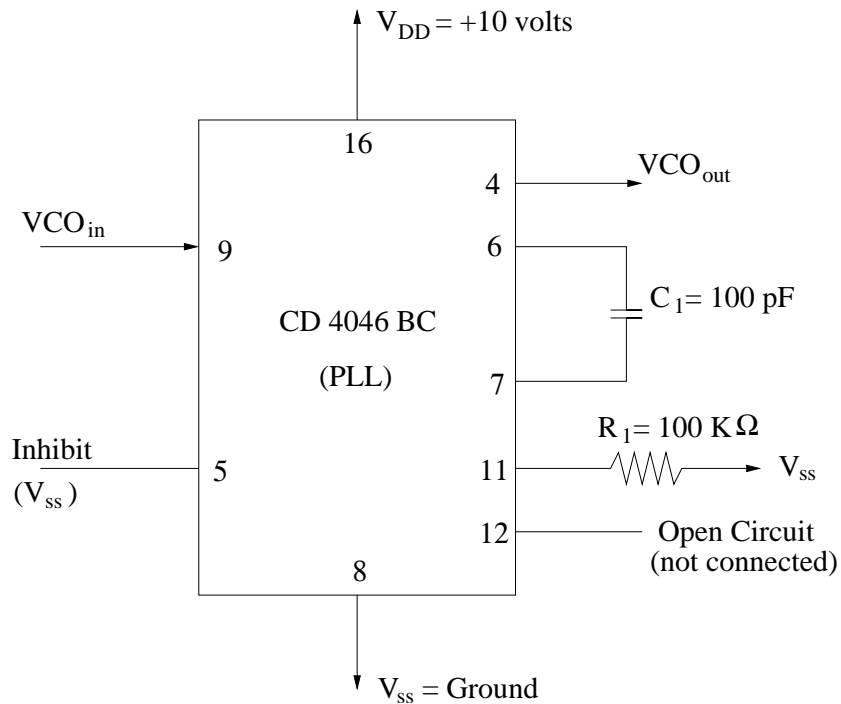 V_DD = +10 volts
16
4
VCO_out
VCO_in
9
6
C_1 = 100 pF
CD 4046 BC
(PLL)
7
R_1 = 100 K Ω
Inhibit
(V_ss)
5
11
V_ss
12
Open Circuit
(not connected)
8
V_ss = Ground